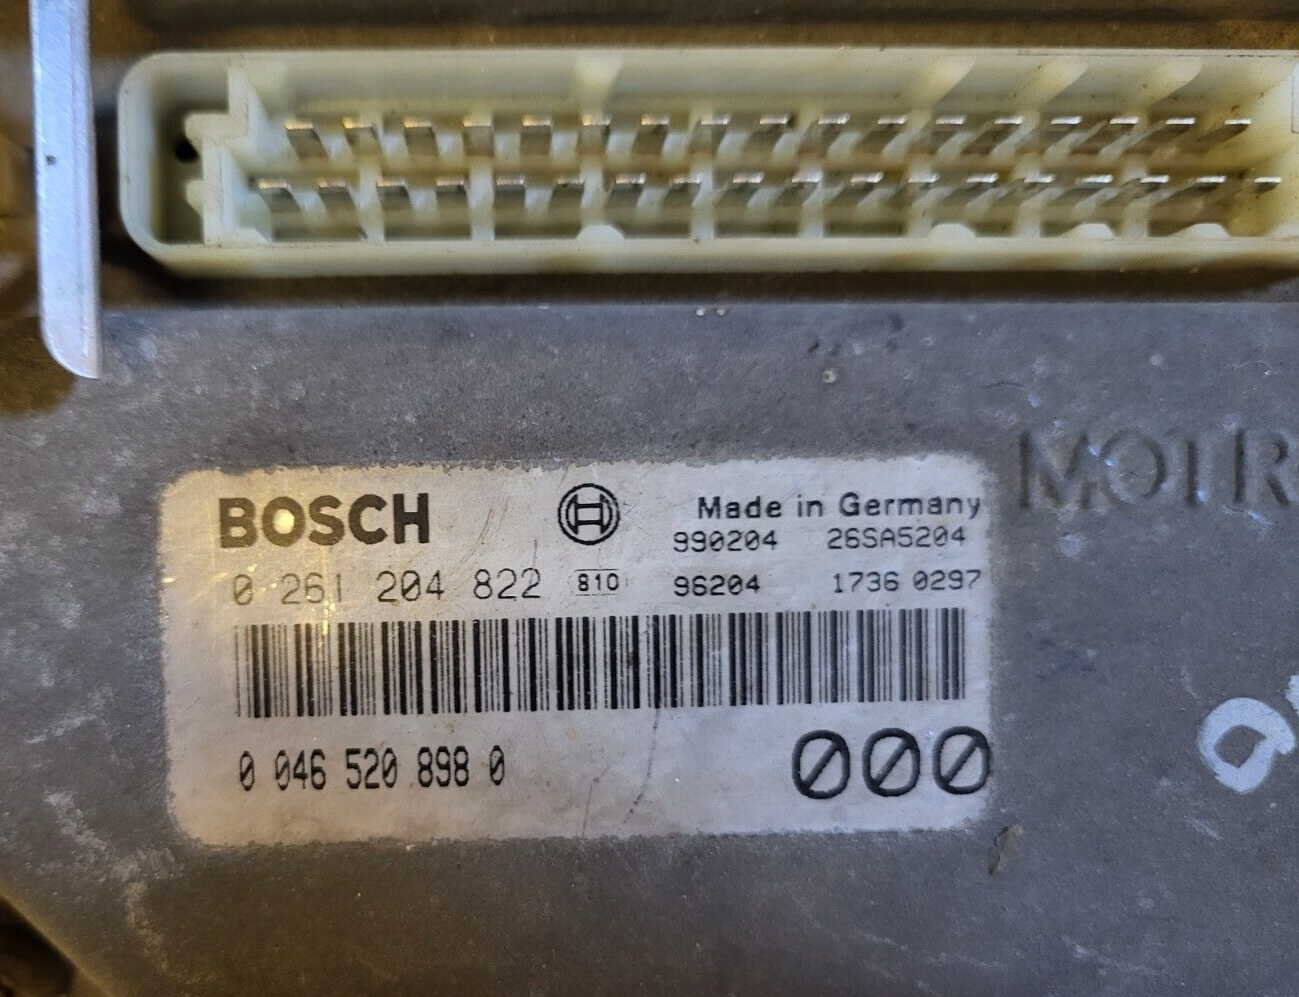 BOSCH Made in Germany
990204 26SA5204
0 261 204 822 810 96204 1736 0297
0 046 520 898 0 000
MOTR